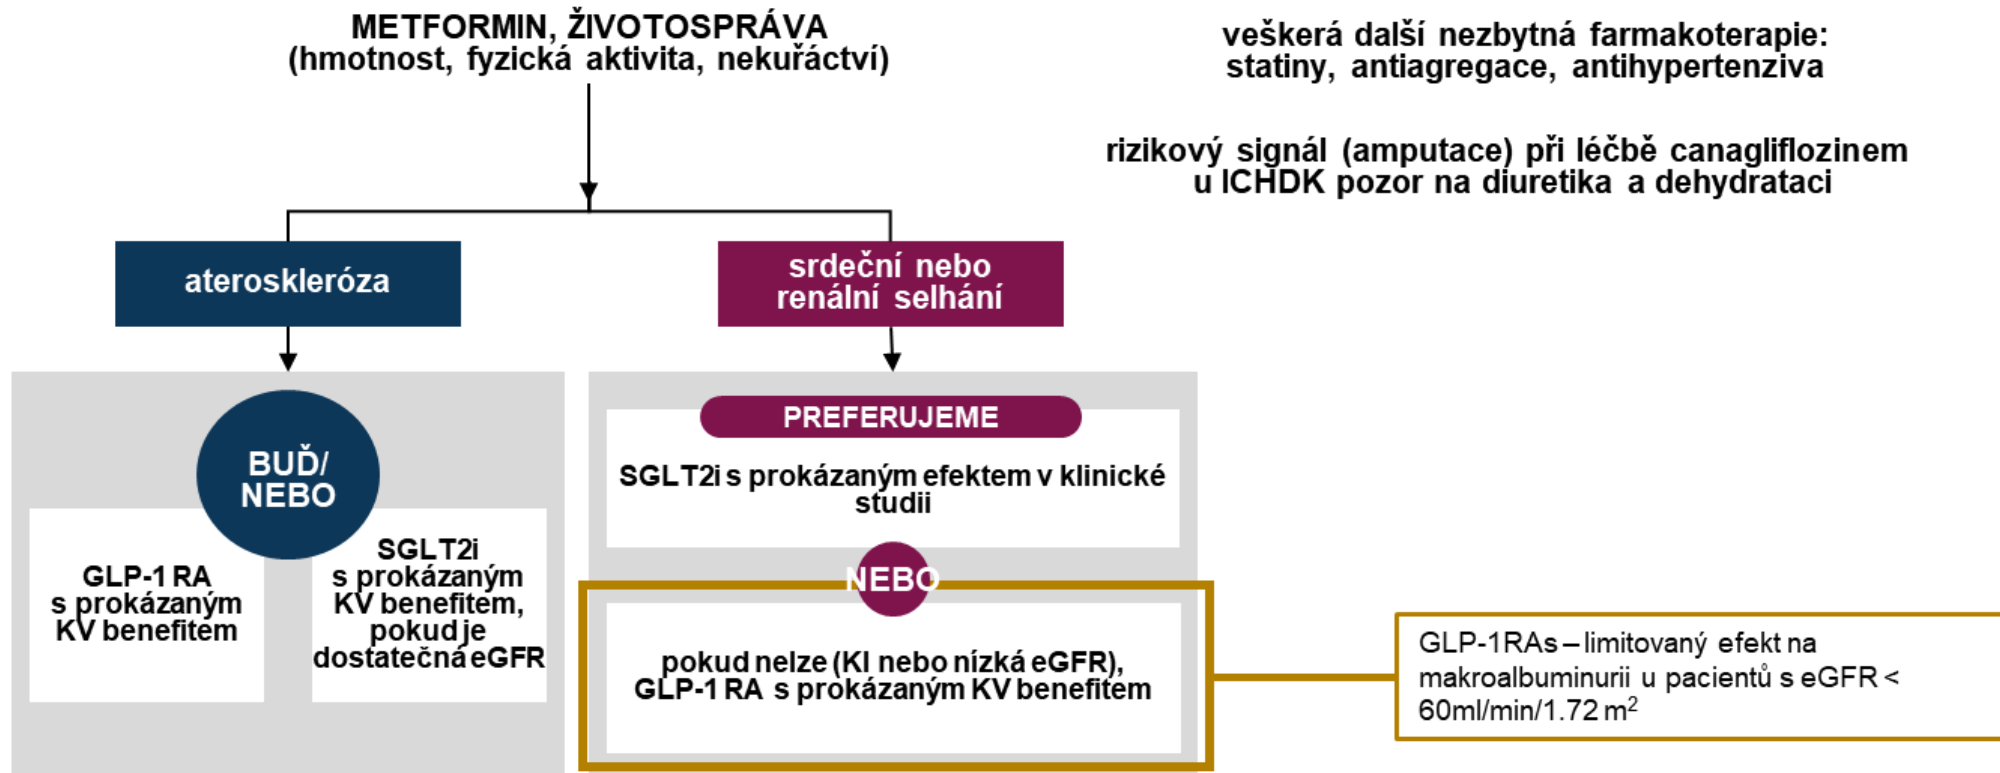 METFORMIN, ŽIVOTOSPRÁVA
(hmotnost, fyzická aktivita, nekuřáctví)
veškerá další nezbytná farmakoterapie:
statiny, antiagregace, antihypertenziva
rizikový signál (amputace) při léčbě canagliflozinem
u ICHDK pozor na diuretika a dehydrataci
ateroskleróza
srdeční nebo
renální selhání
BUĎ/
NEBO
GLP-1 RA
s prokázaným
KV benefitem
SGLT2i
s prokázaným
KV benefitem,
pokud je
dostatečná eGFR
PREFERUJEME
SGLT2i s prokázaným efektem v klinické
studii
NEBO
pokud nelze (KI nebo nízká eGFR),
GLP-1 RA s prokázaným KV benefitem
GLP-1RAs – limitovaný efekt na
makroalbuminurii u pacientů s eGFR <
60ml/min/1.72 m²